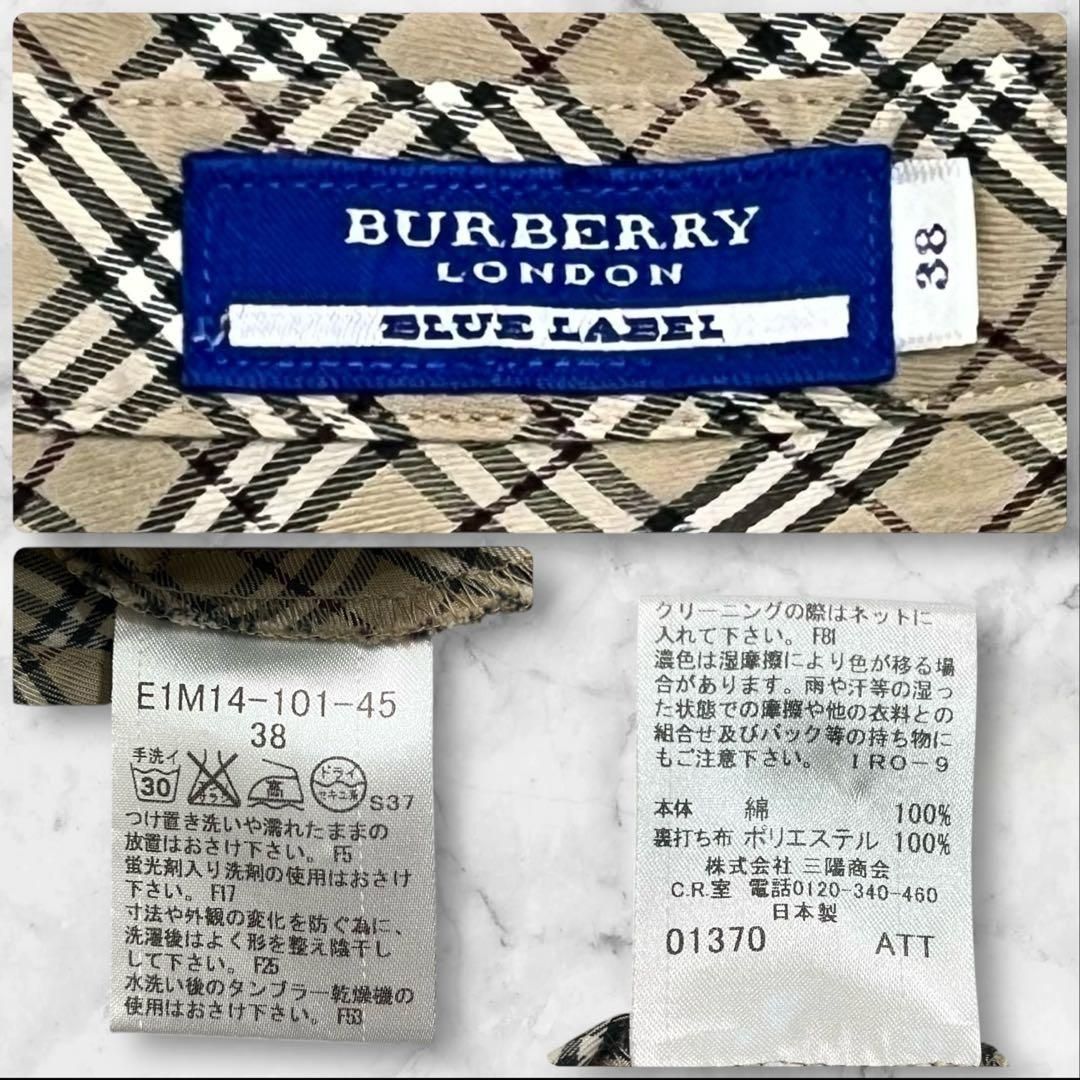 BURBERRY
LONDON
BLUE LABEL
38
E1M14-101-45
38
手洗イ
30
高
ドライ
セキユ系
S37
つけ置き洗いや濡れたままの
放置はおさけ下さい。F5
蛍光剤入り洗剤の使用はおさけ
下さい。F17
寸法や外観の変化を防ぐ為に、
洗濯後はよく形を整え陰干し
して下さい。F25
水洗い後のタンブラー乾燥機の
使用はおさけ下さい。F53
クリーニングの際はネットに
入れて下さい。F81
濃色は湿摩擦により色が移る場
合があります。雨や汗等の湿っ
た状態での摩擦や他の衣料との
組合せ及びバック等の持ち物に
もご注意下さい。 IRO-9
本体 綿 100%
裏打ち布 ポリエステル 100%
株式会社 三陽商会
C.R室 電話0120-340-460
日本製
01370 ATT